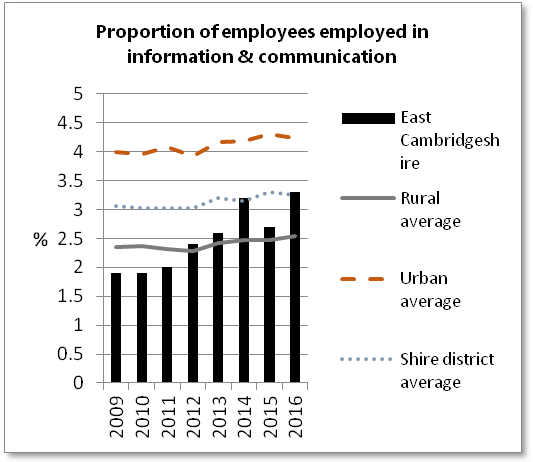 Proportion of employees employed in
information & communication
5
4.5
4
3.5
3
2.5
2
1.5
1
0.5
0
%
2009
2010
2011
2012
2013
2014
2015
2016
East
Cambridgesh
ire
Rural
average
Urban
average
Shire district
average